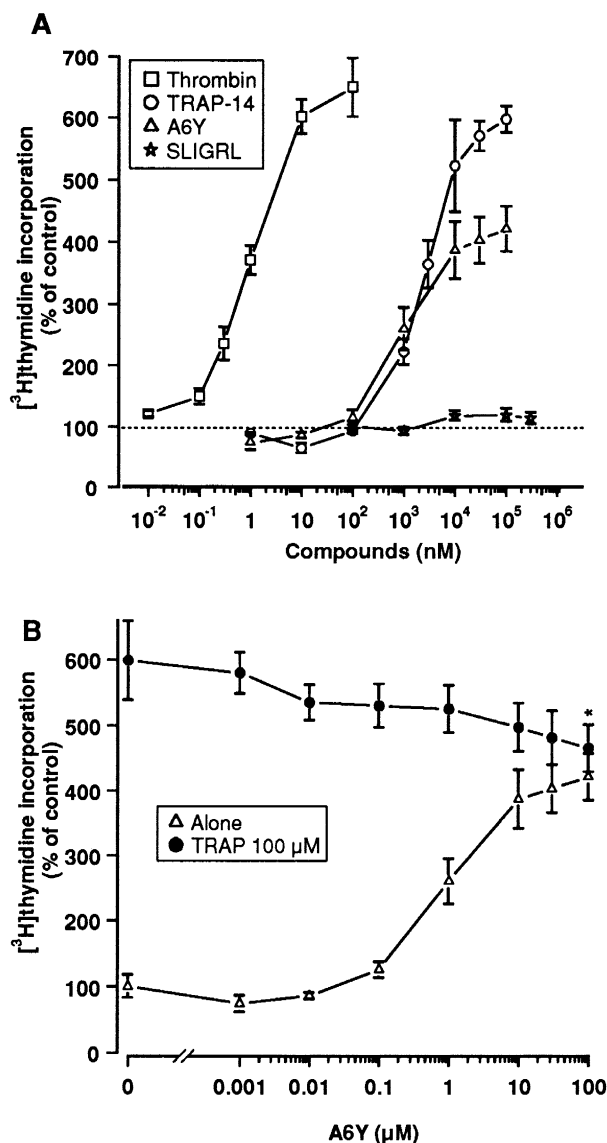 A
[³H]thymidine incorporation
(% of control)
700
600
500
400
300
200
100
0
Thrombin
TRAP-14
A6Y
SLIGRL
10⁻² 10⁻¹ 1 10 10² 10³ 10⁴ 10⁵ 10⁶
Compounds (nM)
B
[³H]thymidine incorporation
(% of control)
600
500
400
300
200
100
0
*
Alone
TRAP 100 µM
0 0.001 0.01 0.1 1 10 100
A6Y (µM)